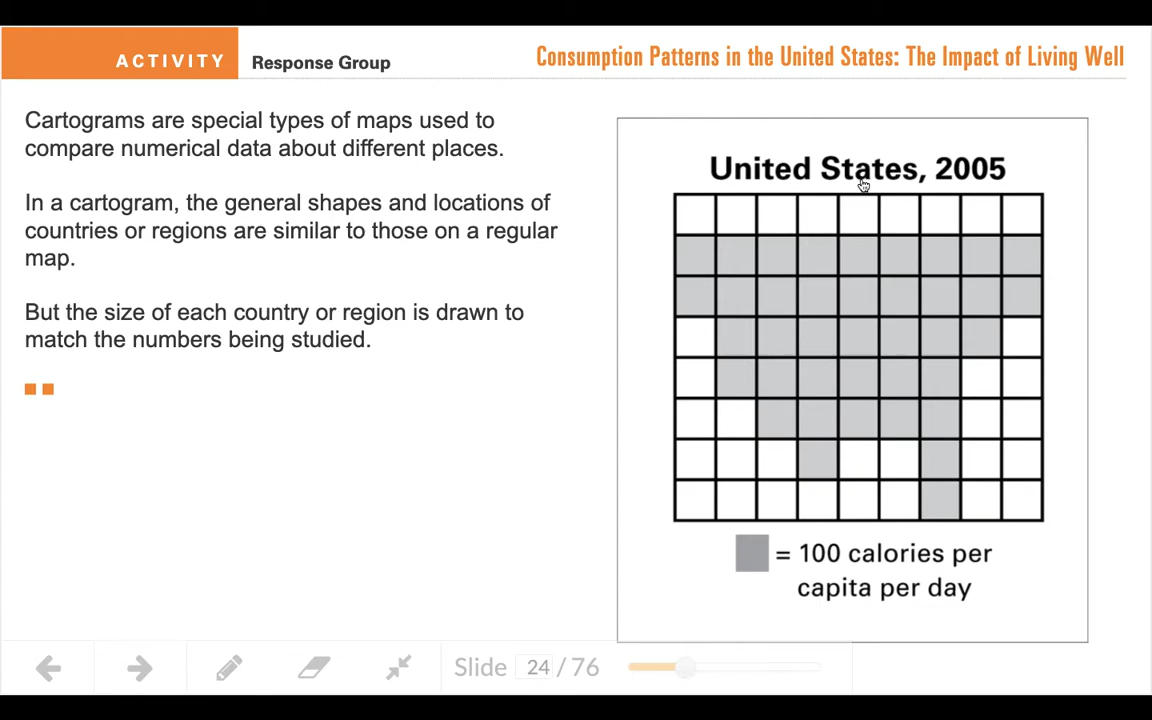 ACTIVITY
Response Group
Consumption Patterns in the United States: The Impact of Living Well
Cartograms are special types of maps used to
compare numerical data about different places.
In a cartogram, the general shapes and locations of
countries or regions are similar to those on a regular
map.
But the size of each country or region is drawn to
match the numbers being studied.
United States, 2005
= 100 calories per
capita per day
Slide 24 / 76